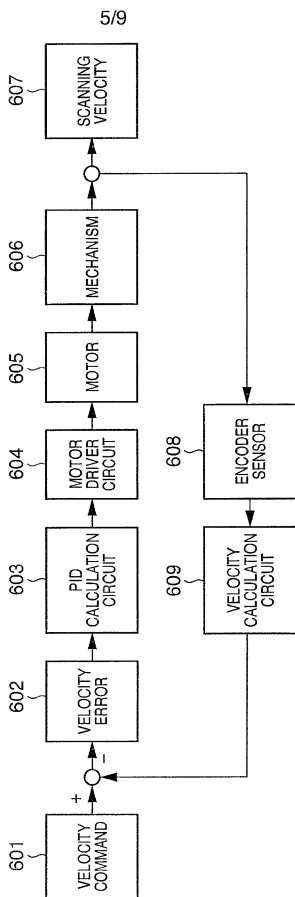 5/9
601
VELOCITY
COMMAND
+
-
602
VELOCITY
ERROR
603
PID
CALCULATION
CIRCUIT
604
MOTOR
DRIVER
CIRCUIT
605
MOTOR
606
MECHANISM
607
SCANNING
VELOCITY
608
ENCODER
SENSOR
609
VELOCITY
CALCULATION
CIRCUIT